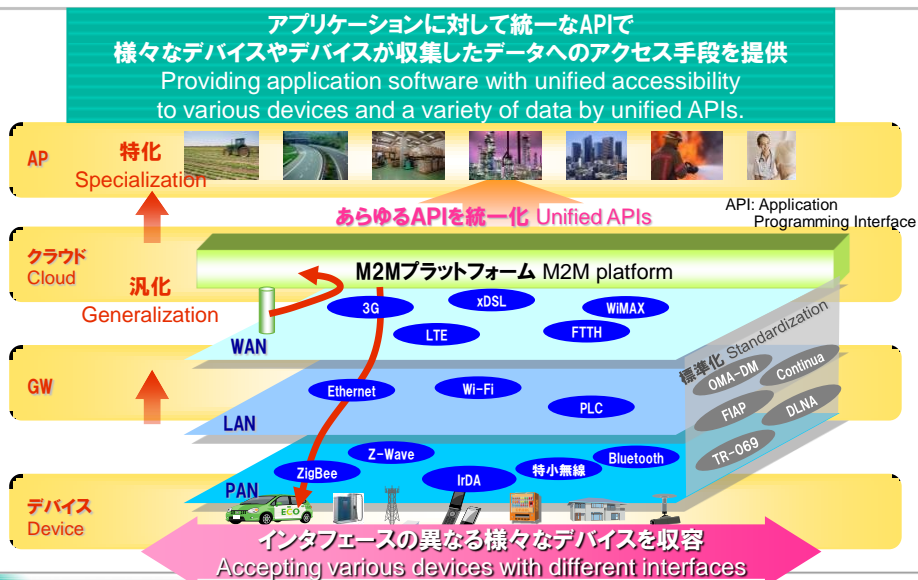 アプリケーションに対して統一なAPIで
様々なデバイスやデバイスが収集したデータへのアクセス手段を提供
Providing application software with unified accessibility
to various devices and a variety of data by unified APIs.
AP
特化
Specialization
あらゆるAPIを統一化 Unified APIs
API: Application
Programming Interface
クラウド
Cloud
M2Mプラットフォーム M2M platform
汎化
Generalization
3G
xDSL
WiMAX
LTE
FTTH
WAN
標準化 Standardization
OMA-DM
Continua
GW
Ethernet
Wi-Fi
PLC
FIAP
DLNA
LAN
TR-069
Z-Wave
Bluetooth
ZigBee
IrDA
特小無線
PAN
ECO
デバイス
Device
インタフェースの異なる様々なデバイスを収容
Accepting various devices with different interfaces